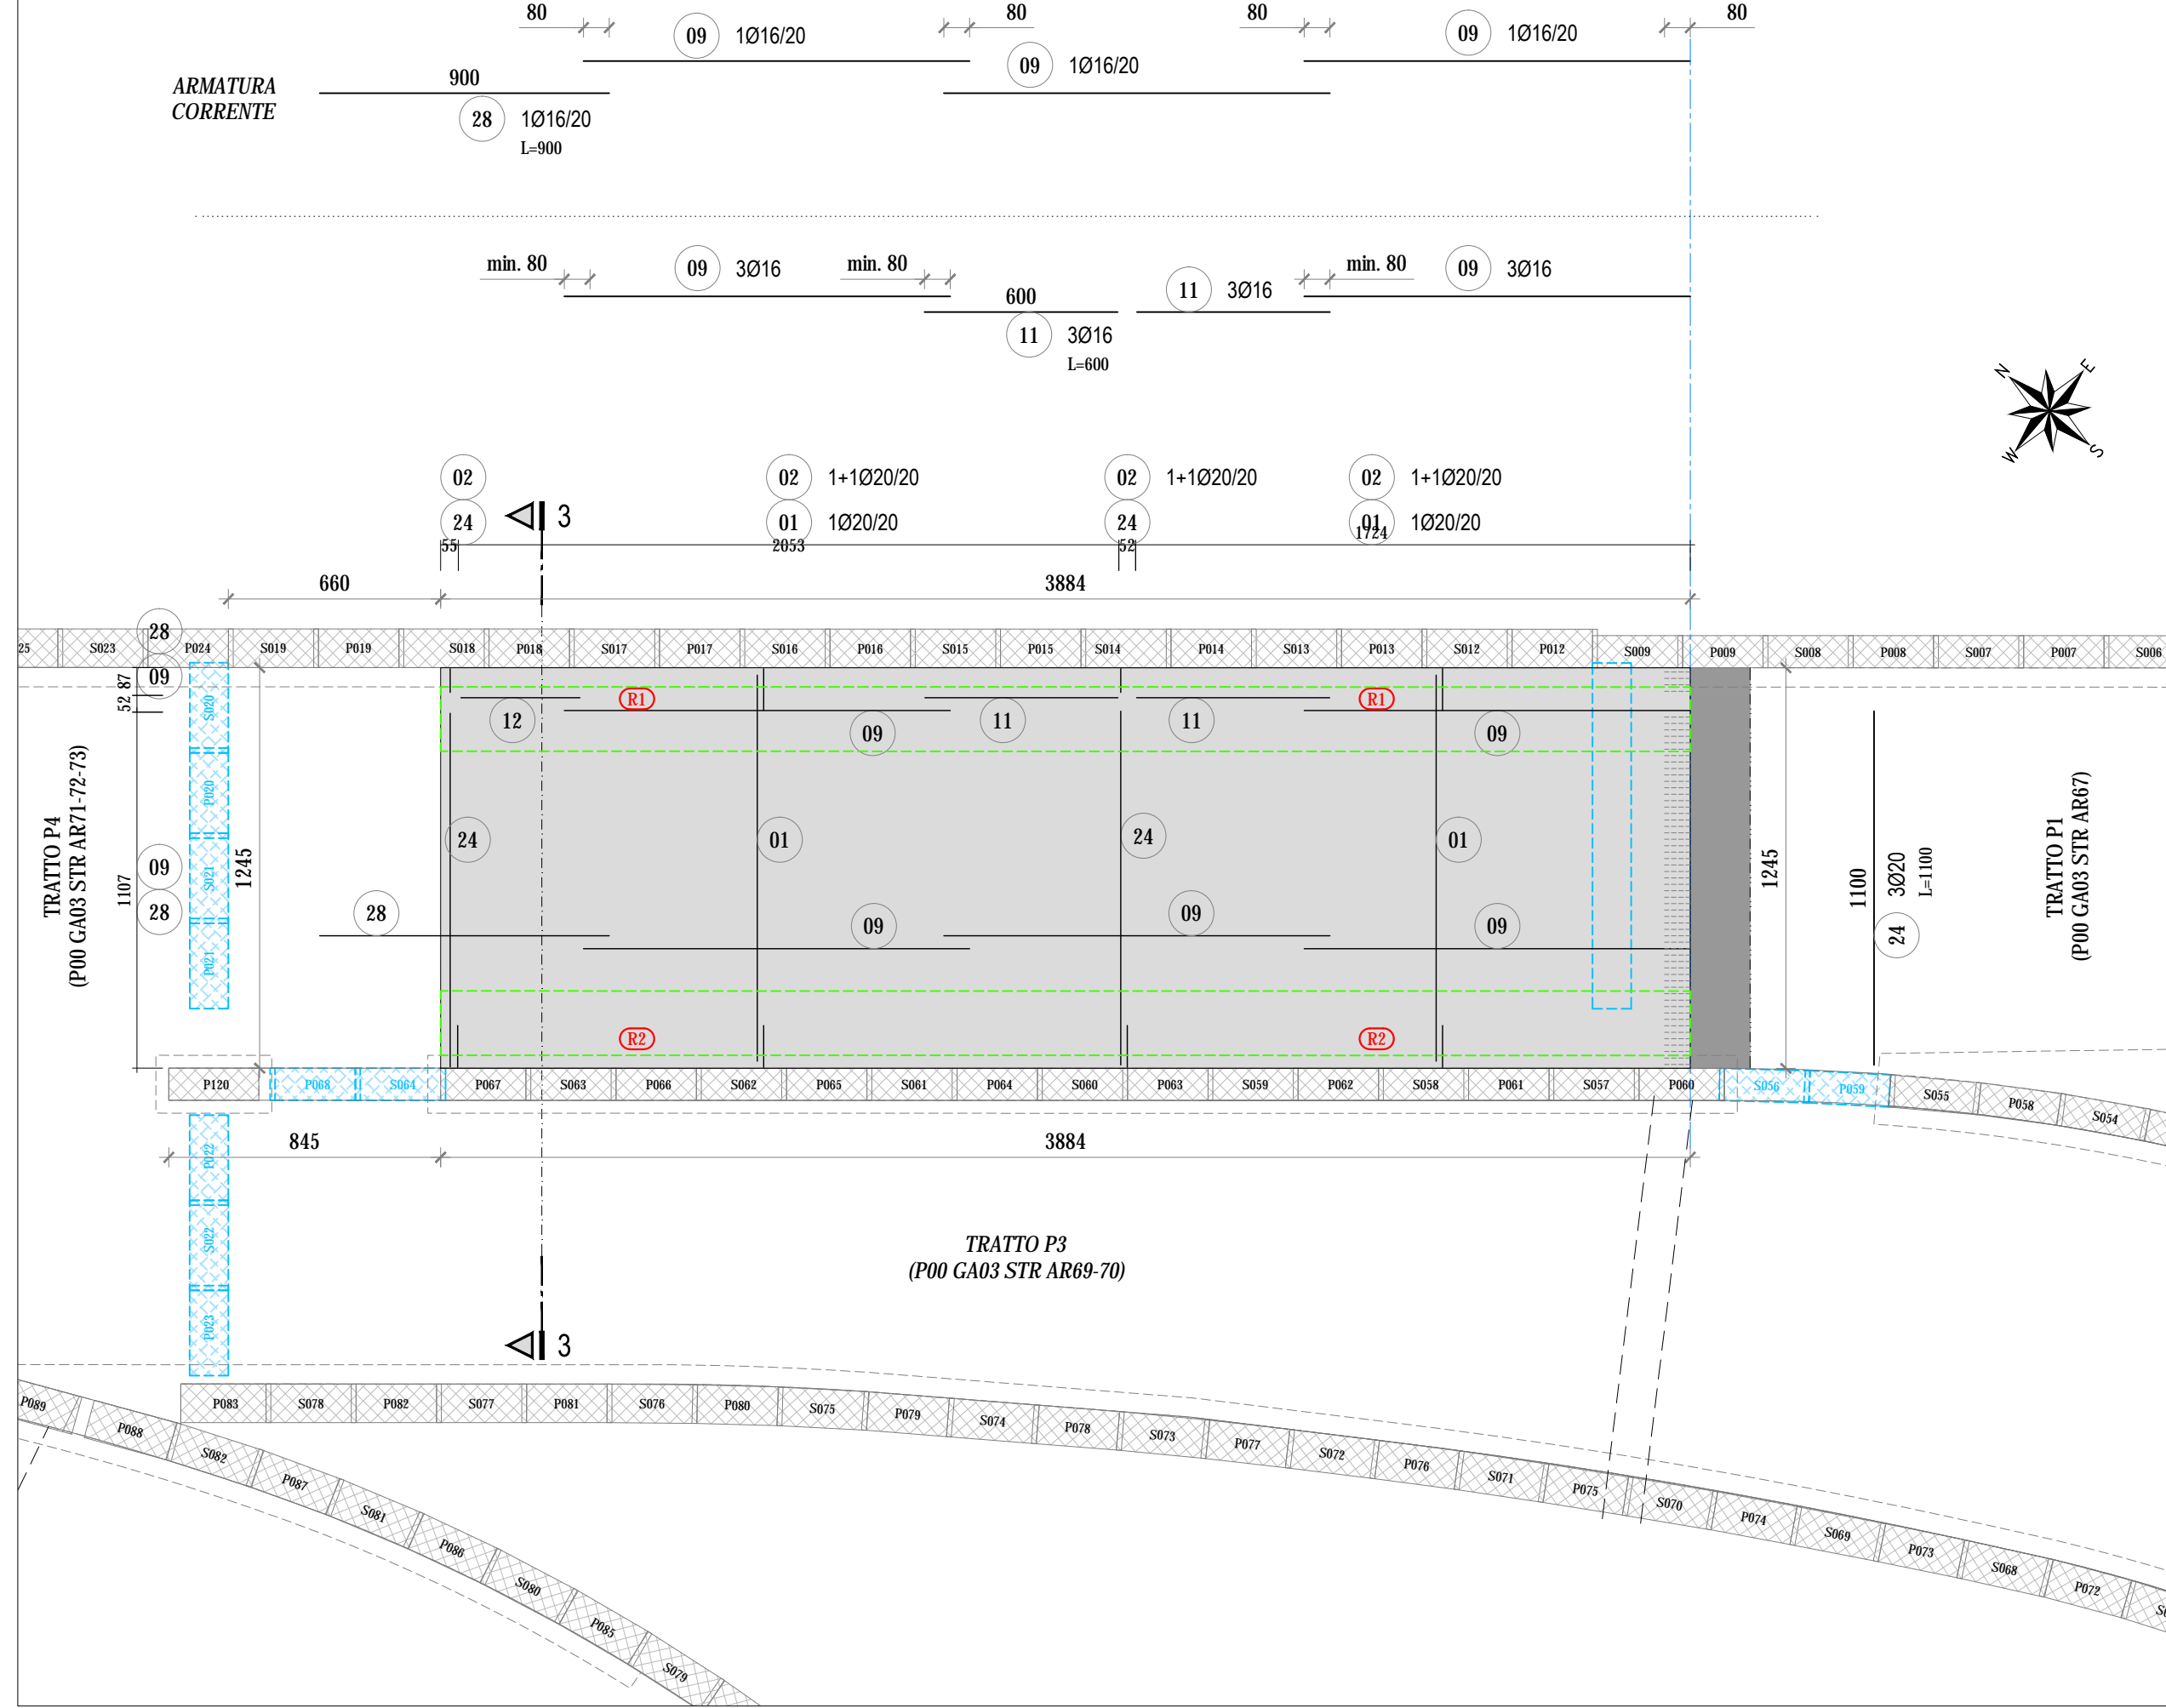 80
09 1Ø16/20
80
80
09 1Ø16/20
80
09 1Ø16/20
ARMATURA
CORRENTE
900
28 1Ø16/20
L=900
min. 80
09 3Ø16
min. 80
600
11 3Ø16
L=600
11 3Ø16
min. 80
09 3Ø16
N
E
W
S
02
02 1+1Ø20/20
02 1+1Ø20/20
02 1+1Ø20/20
24
3
01 1Ø20/20
24
01 1Ø20/20
55
2053
52
1724
660
3884
25
S023
P024
S019
P019
S018
P018
S017
P017
S016
P016
S015
P015
S014
P014
S013
P013
S012
P012
S009
P009
S008
P008
S007
P007
S006
28
09
87
52
S020
P020
S021
P021
R1
R1
12
09
11
11
09
TRATTO P4
(P00 GA03 STR AR71-72-73)
1107
09
28
1245
28
24
01
24
01
09
09
09
1245
1100
24 3Ø20
L=1100
TRATTO P1
(P00 GA03 STR AR67)
R2
R2
P120
P068
S064
P067
S063
P066
S062
P065
S061
P064
S060
P063
S059
P062
S058
P061
S057
P060
S056
P059
S055
P058
S054
845
3884
P022
S022
P023
TRATTO P3
(P00 GA03 STR AR69-70)
3
P083
S078
P082
S077
P081
S076
P080
S075
P079
S074
P078
S073
P077
S072
P076
S071
P075
S070
P074
S069
P073
S068
P072
P089
P088
S082
P087
S081
P086
S080
P085
S079